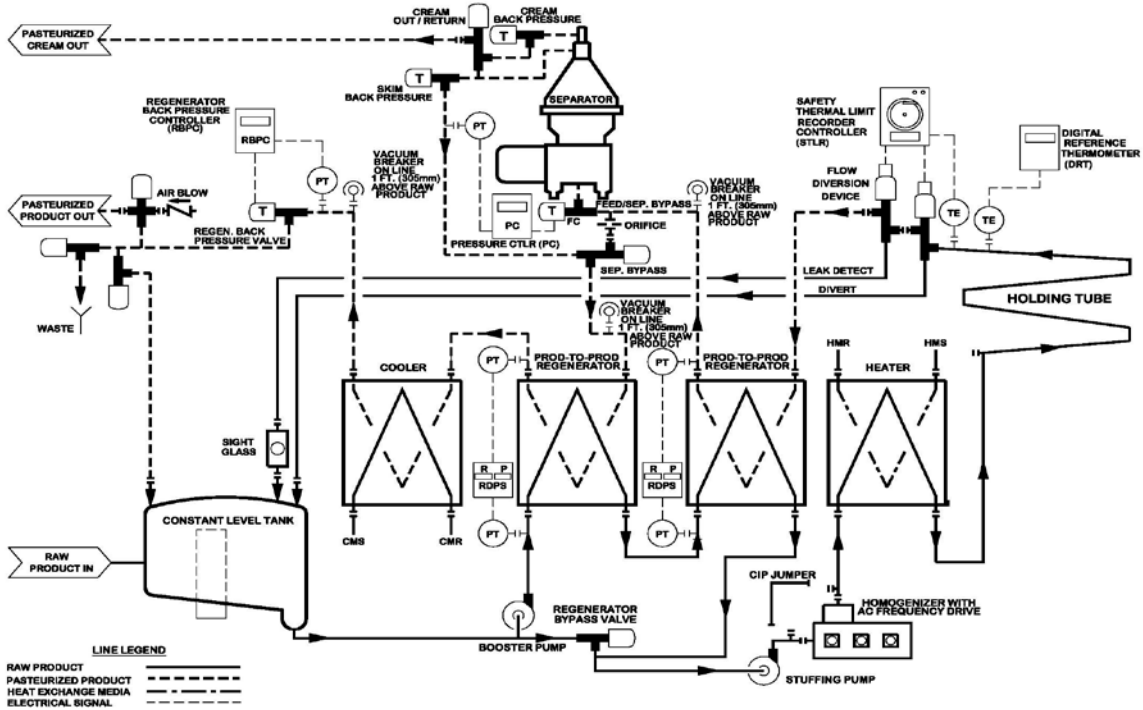 PASTEURIZED
CREAM OUT
CREAM
OUT / RETURN
CREAM
BACK PRESSURE
T
T
SKIM
BACK PRESSURE
SEPARATOR
REGENERATOR
BACK PRESSURE
CONTROLLER
(RBPC)
RBPC
PT
PT
VACUUM
BREAKER
ON LINE
1 FT. (305mm)
ABOVE RAW
PRODUCT
PC
T
FC
PRESSURE CTLR (PC)
FEED/SEP. BYPASS
ORIFICE
SEP. BYPASS
VACUUM
BREAKER
ON LINE
1 FT. (305mm)
ABOVE RAW
PRODUCT
SAFETY
THERMAL LIMIT
RECORDER
CONTROLLER
(STLR)
DIGITAL
REFERENCE
THERMOMETER
(DRT)
FLOW
DIVERSION
DEVICE
TE
TE
AIR BLOW
PASTEURIZED
PRODUCT OUT
T
REGEN. BACK
PRESSURE VALVE
WASTE
LEAK DETECT
DIVERT
HOLDING TUBE
VACUUM
BREAKER
ON LINE
1 FT. (305mm)
ABOVE RAW
PRODUCT
COOLER
PT
PROD-TO-PROD
REGENERATOR
PT
PROD-TO-PROD
REGENERATOR
HMR
HMS
HEATER
SIGHT
GLASS
R P
RDPS
R P
RDPS
PT
PT
CMS
CMR
CONSTANT LEVEL TANK
RAW
PRODUCT IN
BOOSTER PUMP
REGENERATOR
BYPASS VALVE
CIP JUMPER
HOMOGENIZER WITH
AC FREQUENCY DRIVE
STUFFING PUMP
LINE LEGEND
RAW PRODUCT
PASTEURIZED PRODUCT
HEAT EXCHANGE MEDIA
ELECTRICAL SIGNAL